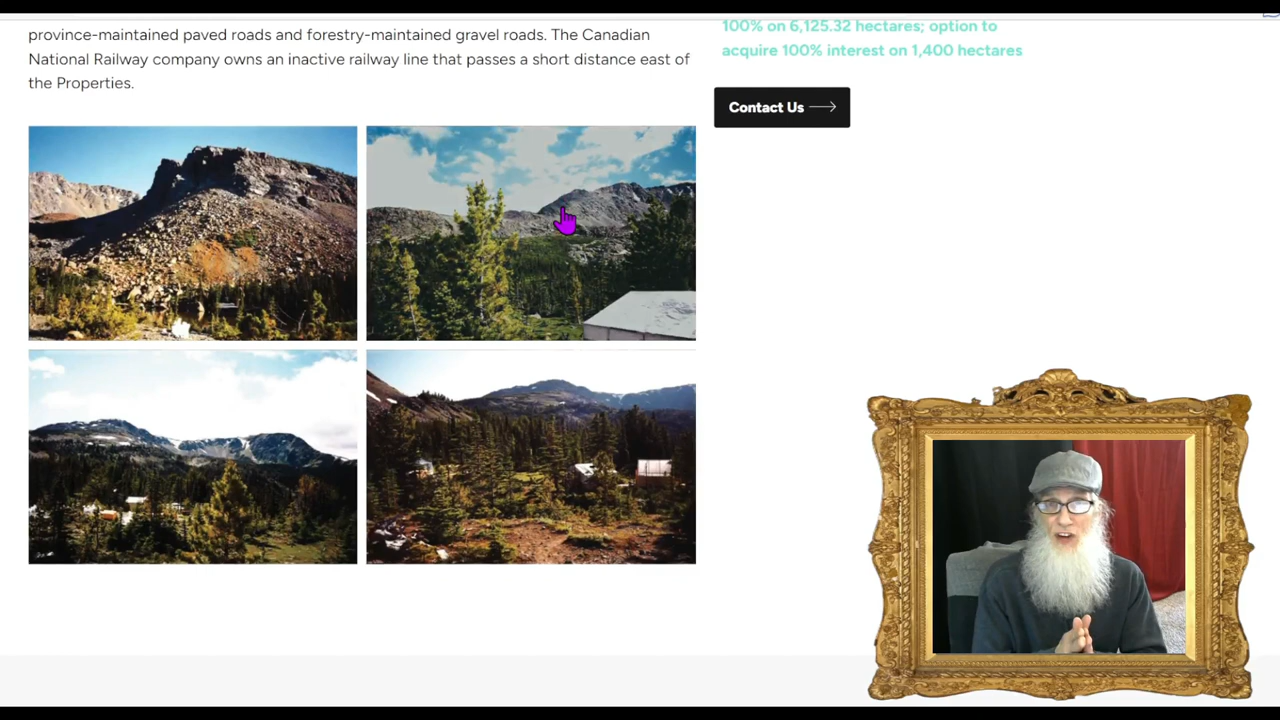 province-maintained paved roads and forestry-maintained gravel roads. The Canadian
National Railway company owns an inactive railway line that passes a short distance east of
the Properties.
100% on 6,125.32 hectares; option to
acquire 100% interest on 1,400 hectares
Contact Us